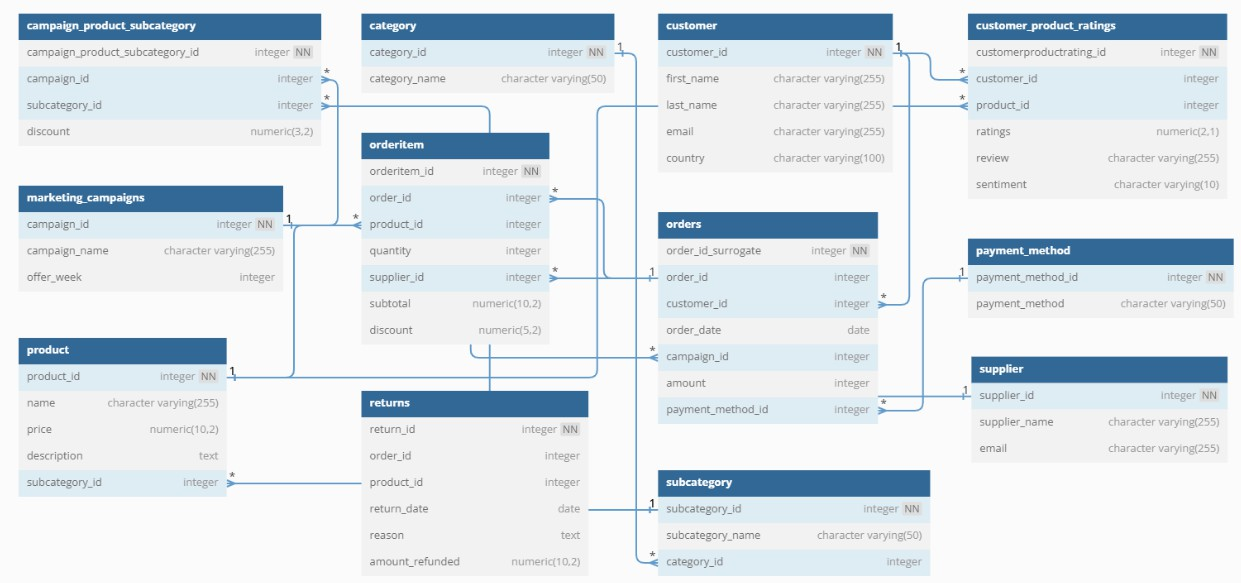 campaign_product_subcategory
campaign_product_subcategory_id integer NN
campaign_id integer
subcategory_id integer
discount numeric(3,2)
category
category_id integer NN
category_name character varying(50)
customer
customer_id integer NN
first_name character varying(255)
last_name character varying(255)
email character varying(255)
country character varying(100)
customer_product_ratings
customerproductrating_id integer NN
customer_id integer
product_id integer
ratings numeric(2,1)
review character varying(255)
sentiment character varying(10)
marketing_campaigns
campaign_id integer NN
campaign_name character varying(255)
offer_week integer
orderitem
orderitem_id integer NN
order_id integer
product_id integer
quantity integer
supplier_id integer
subtotal numeric(10,2)
discount numeric(5,2)
orders
order_id_surrogate integer NN
order_id integer
customer_id integer
order_date date
campaign_id integer
amount integer
payment_method_id integer
payment_method
payment_method_id integer NN
payment_method character varying(50)
product
product_id integer NN
name character varying(255)
price numeric(10,2)
description text
subcategory_id integer
returns
return_id integer NN
order_id integer
product_id integer
return_date date
reason text
amount_refunded numeric(10,2)
supplier
supplier_id integer NN
supplier_name character varying(255)
email character varying(255)
subcategory
subcategory_id integer NN
subcategory_name character varying(50)
category_id integer